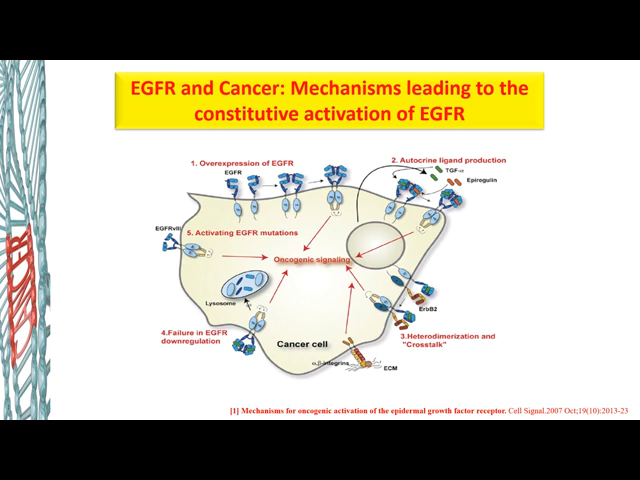 EGFR and Cancer: Mechanisms leading to the
constitutive activation of EGFR
CANCER
1. Overexpression of EGFR
EGFR
2. Autocrine ligand production
TGF-α
Epiregulin
EGFRvIII
5. Activating EGFR mutations
Oncogenic signaling
Lysosome
ErbB2
4.Failure in EGFR
downregulation
Cancer cell
3.Heterodimerization and
"Crosstalk"
α,β-integrins
ECM
[1] Mechanisms for oncogenic activation of the epidermal growth factor receptor. Cell Signal.2007 Oct;19(10):2013-23